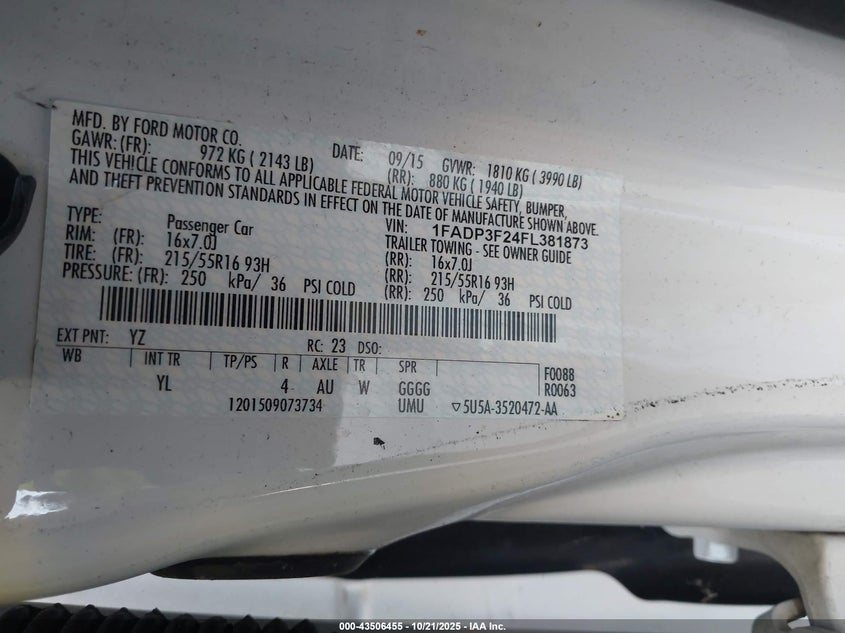 MFD. BY FORD MOTOR CO. DATE: 09/15 GVWR: 1810 KG ( 3990 LB)
GAWR: (FR): 972 KG ( 2143 LB) (RR): 880 KG ( 1940 LB)
THIS VEHICLE CONFORMS TO ALL APPLICABLE FEDERAL MOTOR VEHICLE SAFETY, BUMPER,
AND THEFT PREVENTION STANDARDS IN EFFECT ON THE DATE OF MANUFACTURE SHOWN ABOVE.
VIN: 1FADP3F24FL381873
TYPE: Passenger Car TRAILER TOWING - SEE OWNER GUIDE
RIM: (FR): 16x7.0J (RR): 16x7.0J
TIRE: (FR): 215/55R16 93H (RR): 215/55R16 93H
PRESSURE: (FR): 250 kPa/ 36 PSI COLD (RR): 250 kPa/ 36 PSI COLD
EXT PNT: YZ RC: 23 DSO:
WB INT TR TP/PS R AXLE TR SPR F0088
YL 4 AU W GGGG R0063
1201509073734 UMU ▽5U5A-3520472-AA
000-43506455 - 10/21/2025 - IAA Inc.